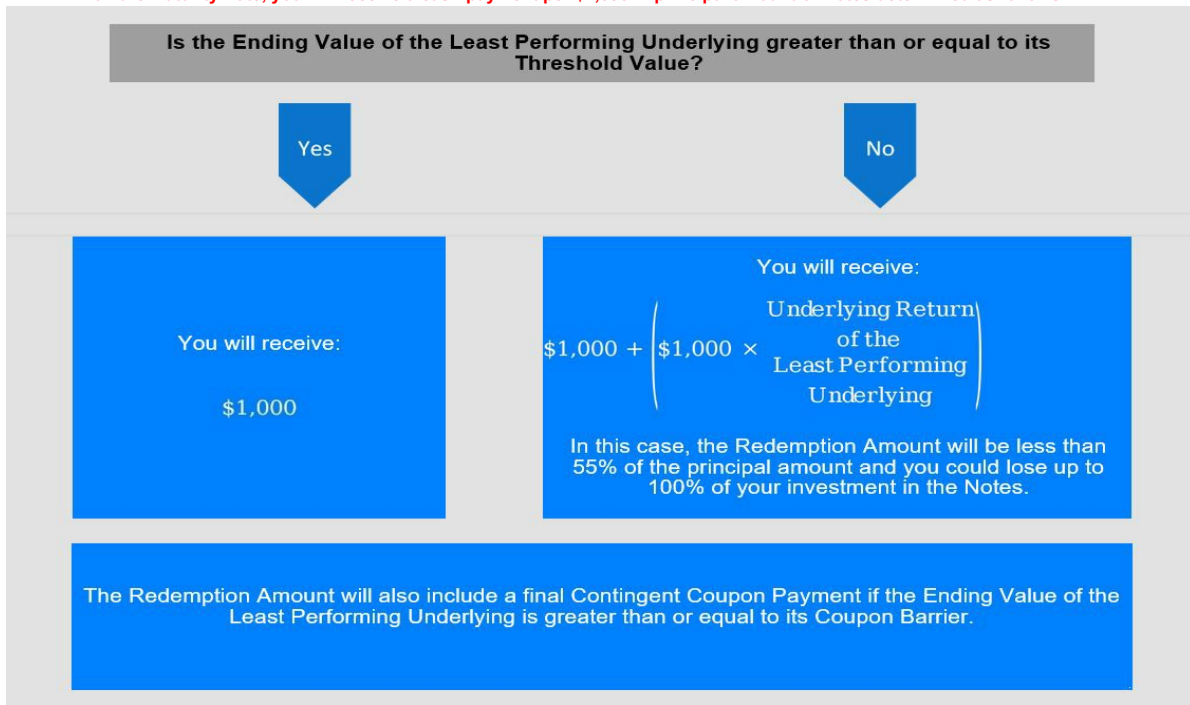 Is the Ending Value of the Least Performing Underlying greater than or equal to its
Threshold Value?
Yes
No
You will receive:
$1,000
You will receive:
$1,000 + ($1,000 × Underlying Return
of the
Least Performing
Underlying)
In this case, the Redemption Amount will be less than
55% of the principal amount and you could lose up to
100% of your investment in the Notes.
The Redemption Amount will also include a final Contingent Coupon Payment if the Ending Value of the
Least Performing Underlying is greater than or equal to its Coupon Barrier.